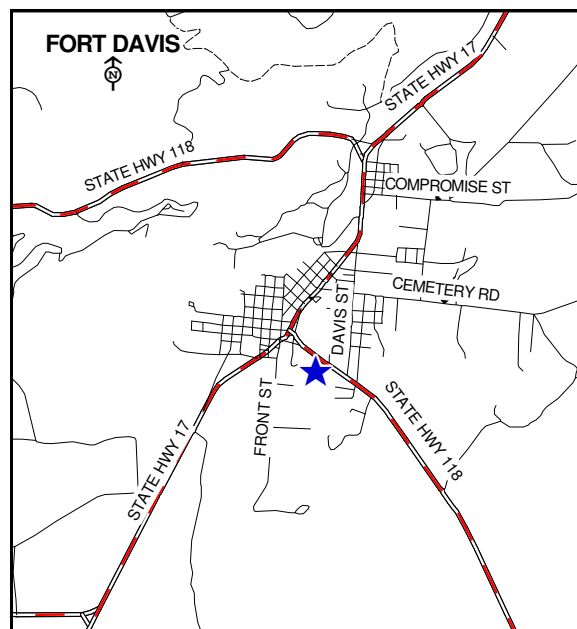 FORT DAVIS
N
STATE HWY 17
STATE HWY 118
COMPROMISE ST
CEMETERY RD
DAVIS ST
FRONT ST
STATE HWY 118
STATE HWY 17